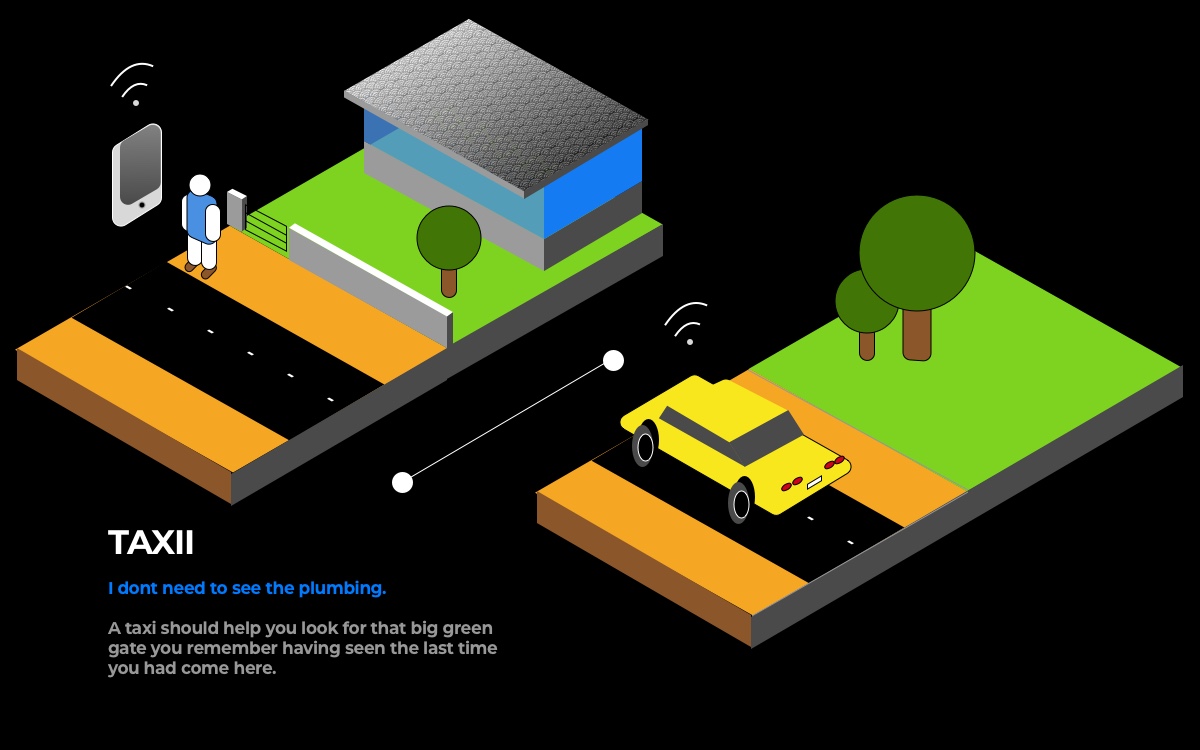 TAXII
I dont need to see the plumbing.
A taxi should help you look for that big green
gate you remember having seen the last time
you had come here.